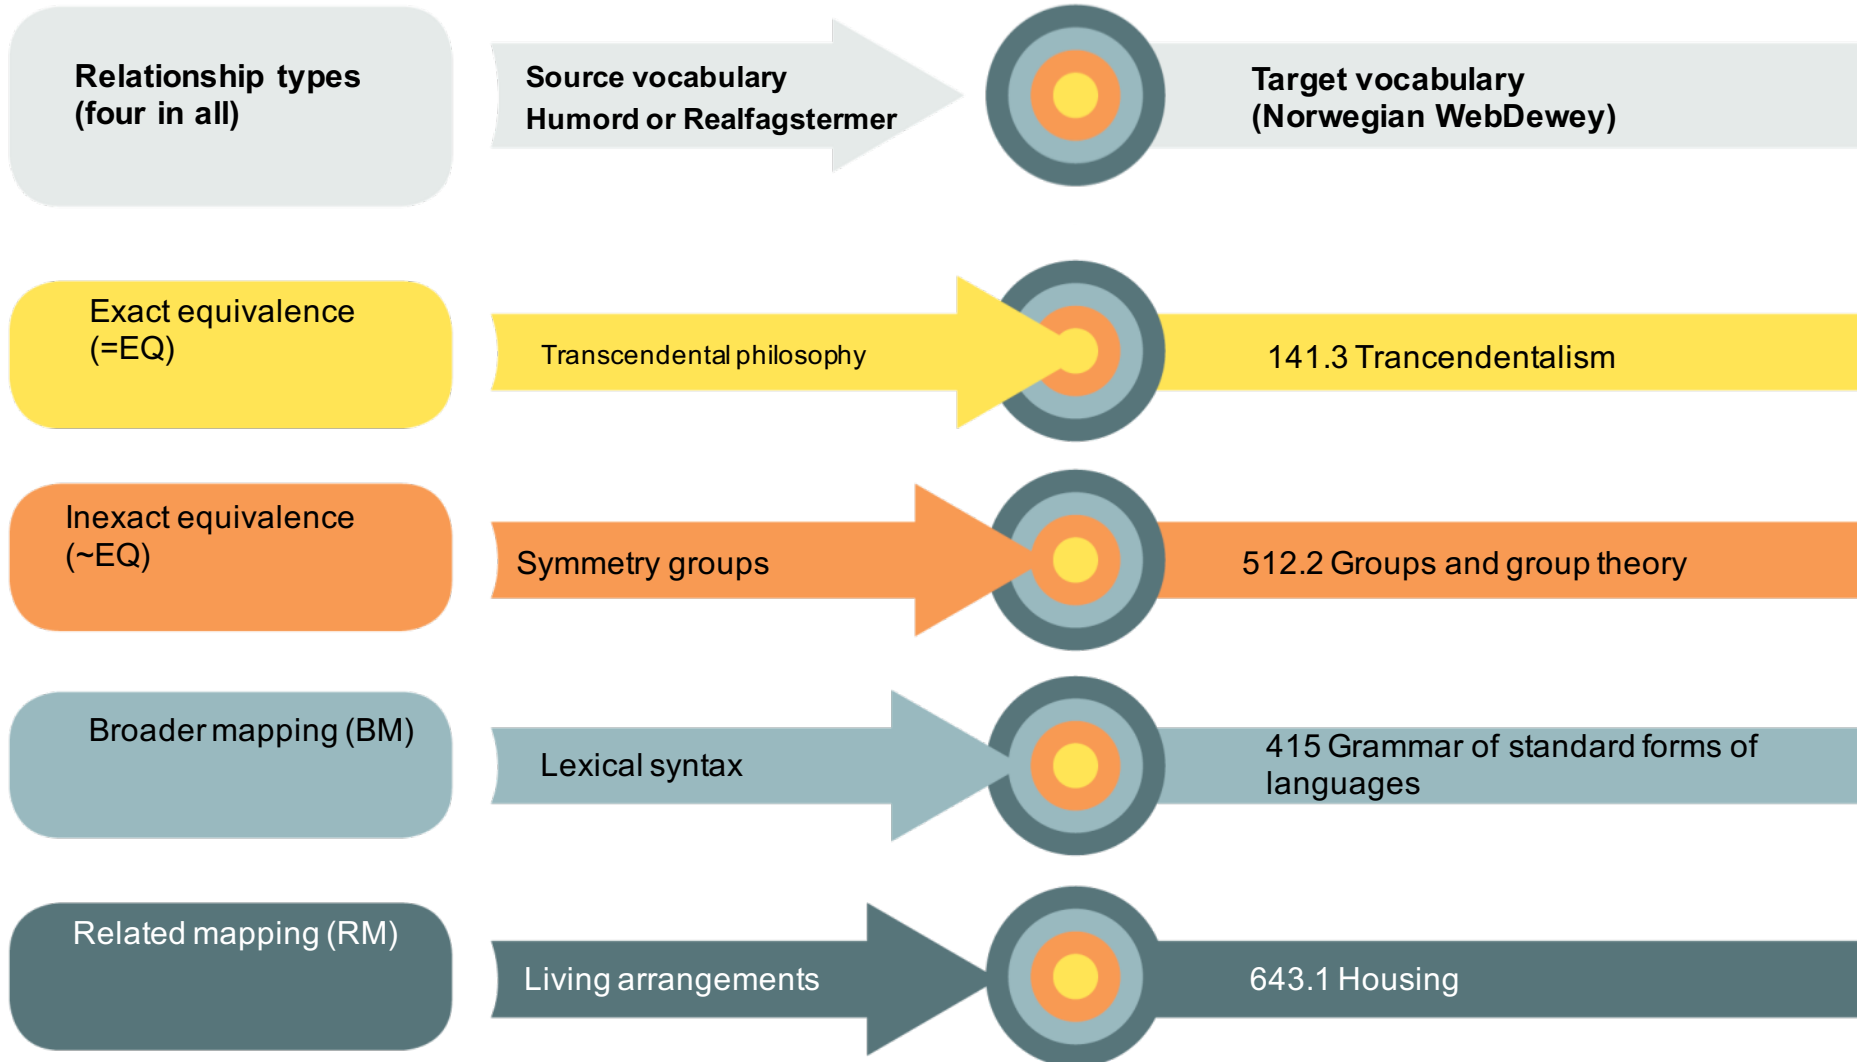 Relationship types
(four in all)
Source vocabulary
Humord or Realfagstermer
Target vocabulary
(Norwegian WebDewey)
Exact equivalence
(=EQ)
Transcendental philosophy
141.3 Trancendentalism
Inexact equivalence
(~EQ)
Symmetry groups
512.2 Groups and group theory
Broader mapping (BM)
Lexical syntax
415 Grammar of standard forms of
languages
Related mapping (RM)
Living arrangements
643.1 Housing